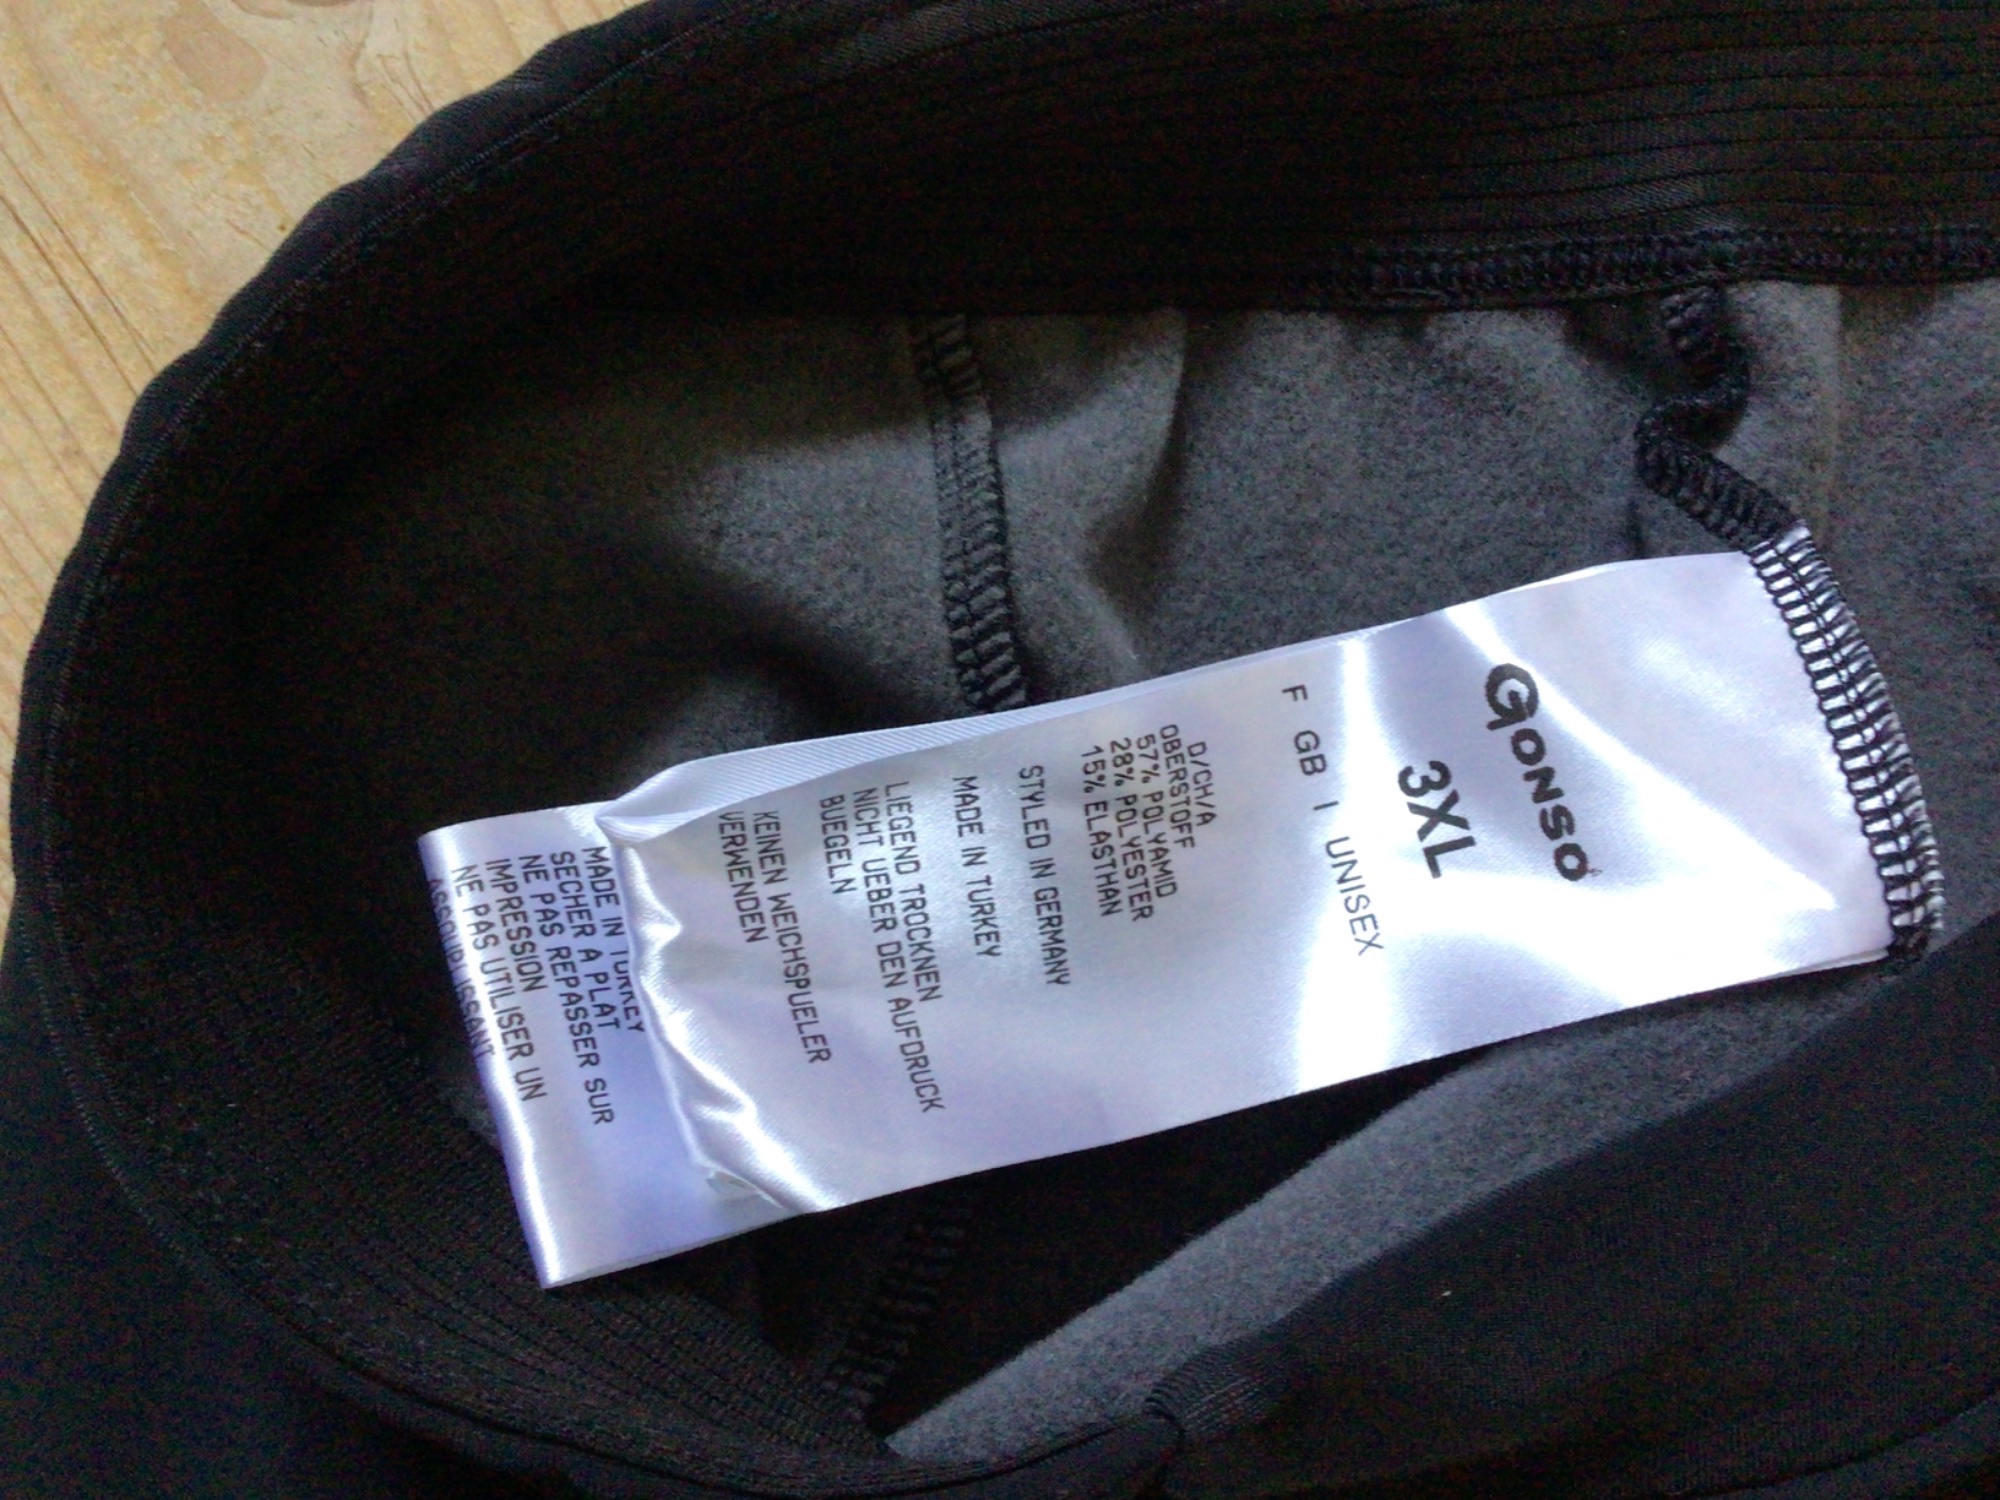 GONSO
3XL
F GB I UNISEX
D/CH/A
OBERSTOFF
57% POLYAMID
28% POLYESTER
15% ELASTHAN
STYLED IN GERMANY
MADE IN TURKEY
LIEGEND TROCKNEN
NICHT UEBER DEN AUFDRUCK
BUEGELN
KEINEN WEICHSPUELER
VERWENDEN
MADE IN TURKEY
SECHER A PLAT
NE PAS REPASSER SUR
IMPRESSION
NE PAS UTILISER UN
ASSOUPLISSANT